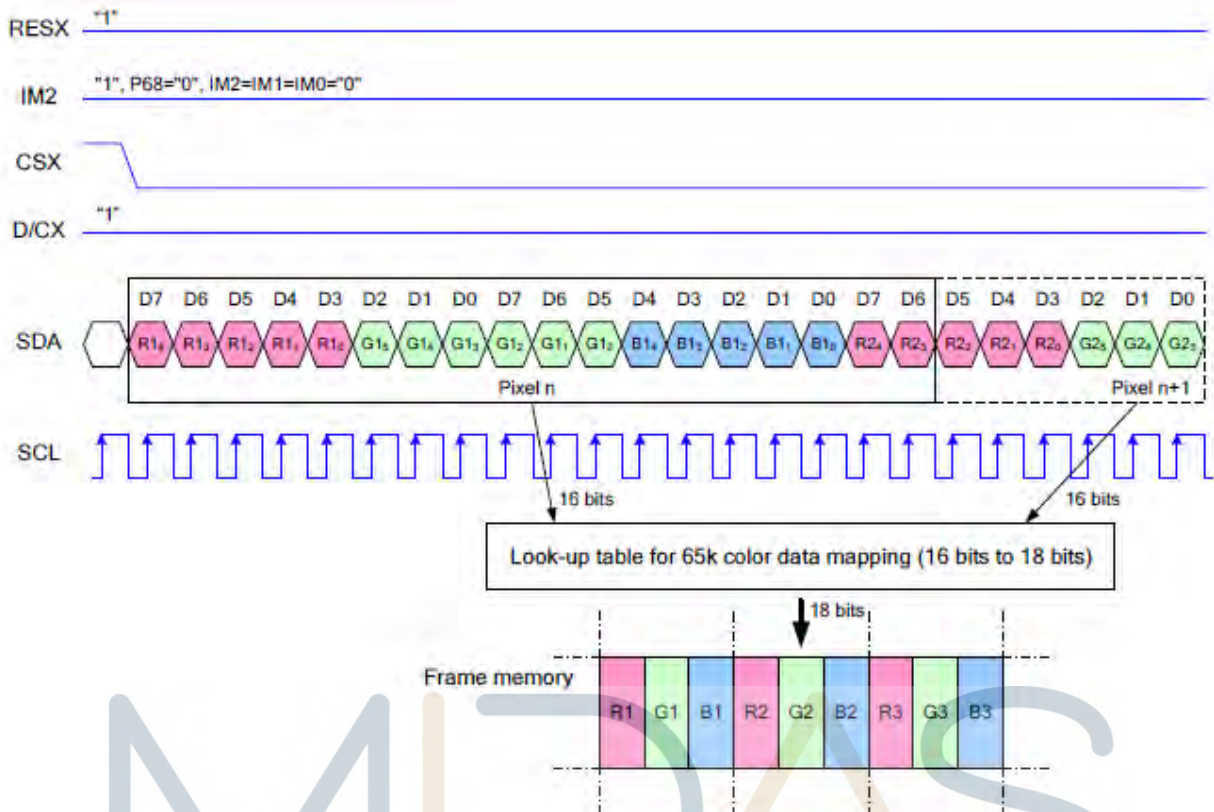 RESX "1"
IM2 "1", P68="0", IM2=IM1=IM0="0"
CSX
D/CX "1"
D7 D6 D5 D4 D3 D2 D1 D0 D7 D6 D5 D4 D3 D2 D1 D0 D7 D6 D5 D4 D3 D2 D1 D0
SDA R1₄ R1₃ R1₂ R1₁ R1₀ G1₅ G1₄ G1₃ G1₂ G1₁ G1₀ B1₄ B1₃ B1₂ B1₁ B1₀ R2₄ R2₃ R2₂ R2₁ R2₀ G2₅ G2₄ G2₃
Pixel n Pixel n+1
SCL
16 bits 16 bits
Look-up table for 65k color data mapping (16 bits to 18 bits)
18 bits
Frame memory
R1 G1 B1 R2 G2 B2 R3 G3 B3
MIDAS